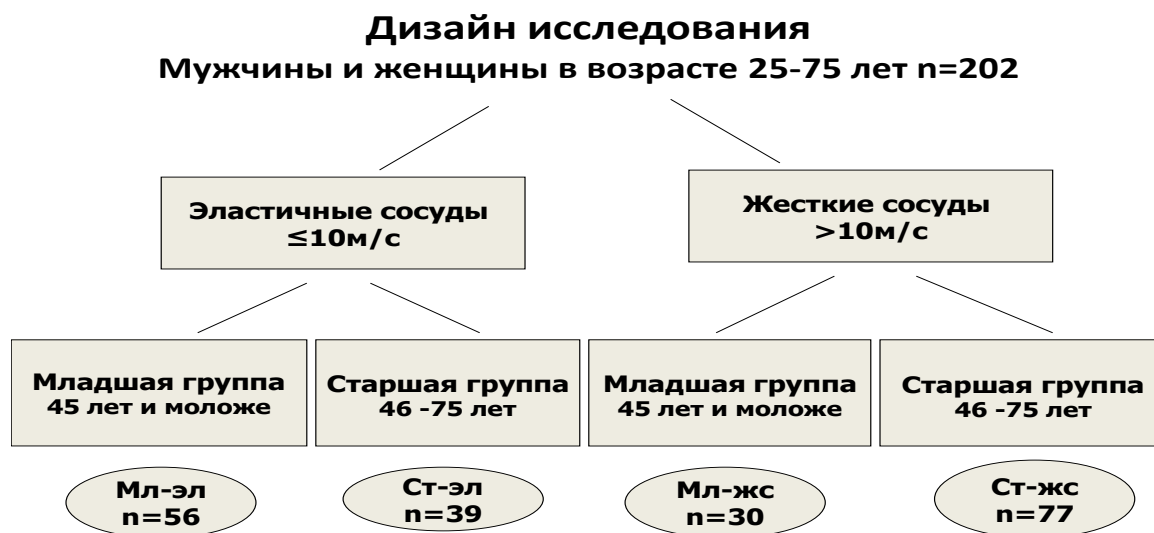 Дизайн исследования
Мужчины и женщины в возрасте 25-75 лет n=202
Эластичные сосуды
≤10м/с
Жесткие сосуды
>10м/с
Младшая группа
45 лет и моложе
Старшая группа
46 -75 лет
Младшая группа
45 лет и моложе
Старшая группа
46 -75 лет
Мл-эл
n=56
Ст-эл
n=39
Мл-жс
n=30
Ст-жс
n=77